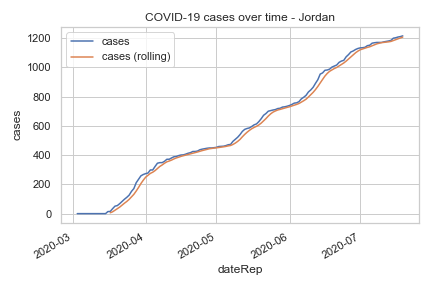 COVID-19 cases over time - Jordan
cases
cases (rolling)
1200
1000
800
600
400
200
0
cases
2020-03
2020-04
2020-05
2020-06
2020-07
dateRep